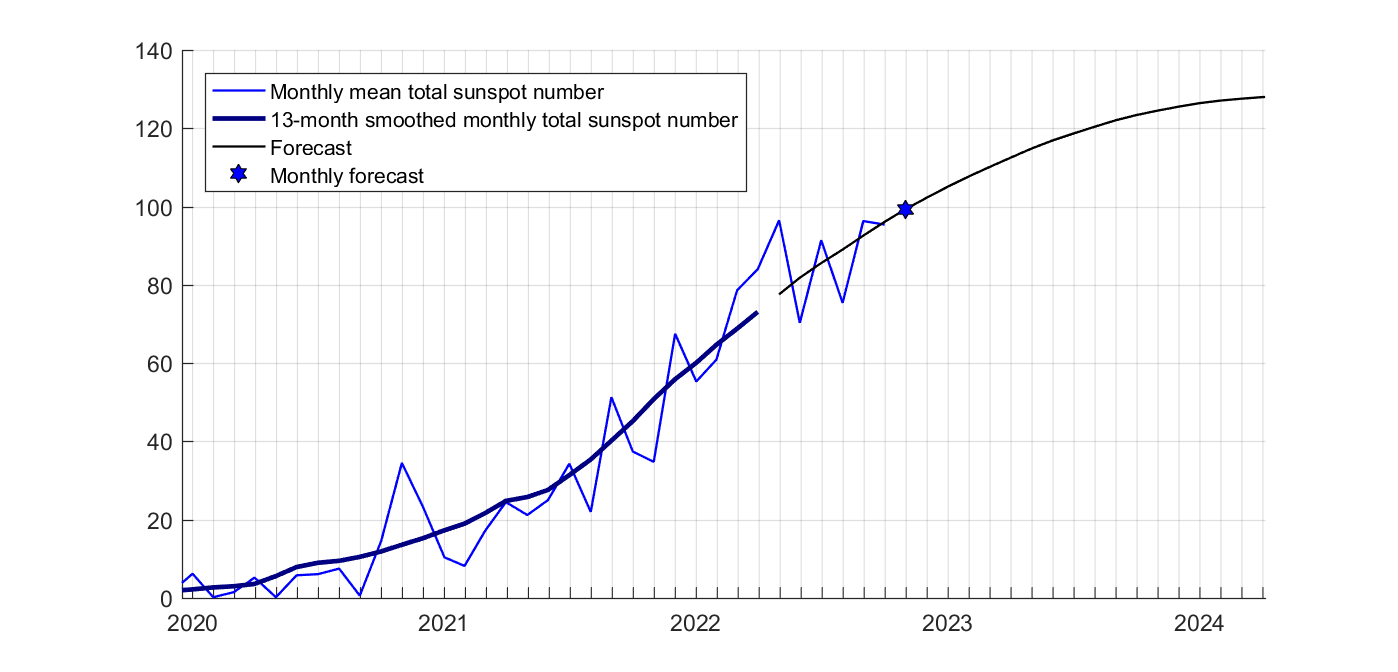 140
120
100
80
60
40
20
0
Monthly mean total sunspot number
13-month smoothed monthly total sunspot number
Forecast
Monthly forecast
2020 2021 2022 2023 2024